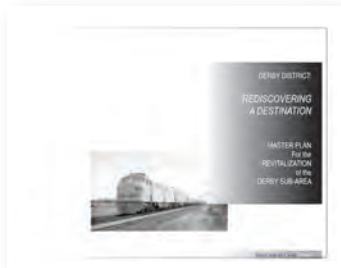 DERBY DISTRICT:
REDISCOVERING
A DESTINATION
MASTER PLAN
For the
REVITALIZATION
of the
DERBY SUB-AREA